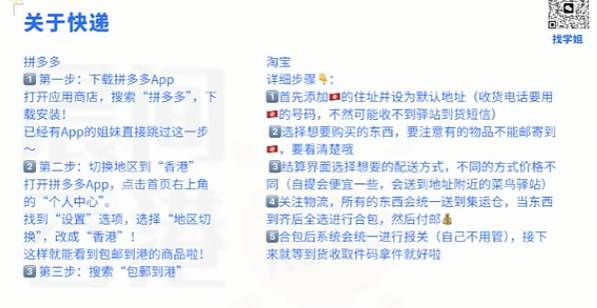 关于快递
找学姐
拼多多
1️⃣ 第一步：下载拼多多App
打开应用商店，搜索“拼多多”，下
载安装！
已经有App的姐妹直接跳过这一步
～
2️⃣ 第二步：切换地区到“香港”
打开拼多多App，点击首页右上角
的“个人中心”。
找到“设置”选项，选择“地区切
换”，改成“香港”！
这样就能看到包邮到港的商品啦！
3️⃣ 第三步：搜索“包郵到港”
淘宝
详细步骤👇：
1️⃣首先添加🇭🇰的住址并设为默认地址（收货电话要用
🇭🇰的号码，不然可能收不到驿站到货短信）
2️⃣选择想要购买的东西，要注意有的物品不能邮寄到
🇭🇰，要看清楚哦
3️⃣结算界面选择想要的配送方式，不同的方式价格不
同（自提会便宜一些，会送到地址附近的菜鸟驿站）
4️⃣关注物流，所有的东西会统一送到集运仓，当东西
到齐后全选进行合包，然后付邮💰
5️⃣合包后系统会统一进行报关（自己不用管），接下
来就等到货收取件码拿件就好啦